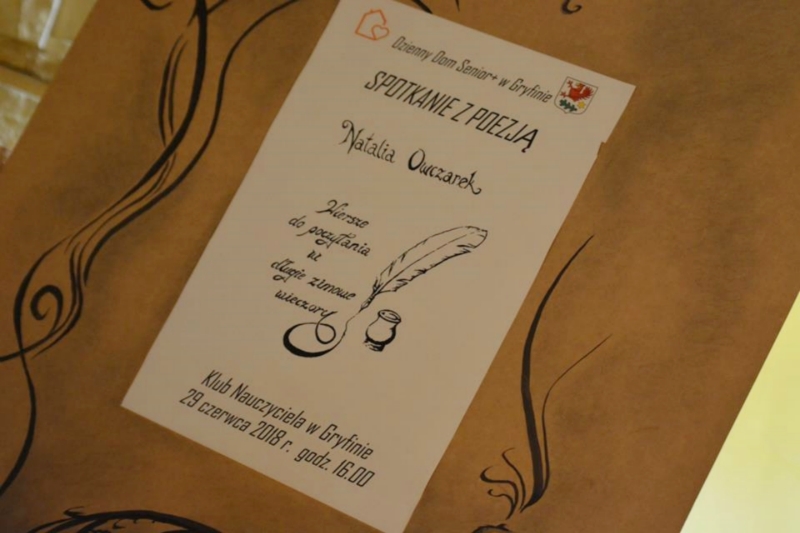 Dzienny Dom Senior+ w Gryfinie
SPOTKANIE Z POEZJĄ
Natalia Owczarek
Wiersze
do poczytania
w
długie zimowe
wieczory
Klub Nauczyciela w Gryfinie
29 czerwca 2018 r. godz. 16.00